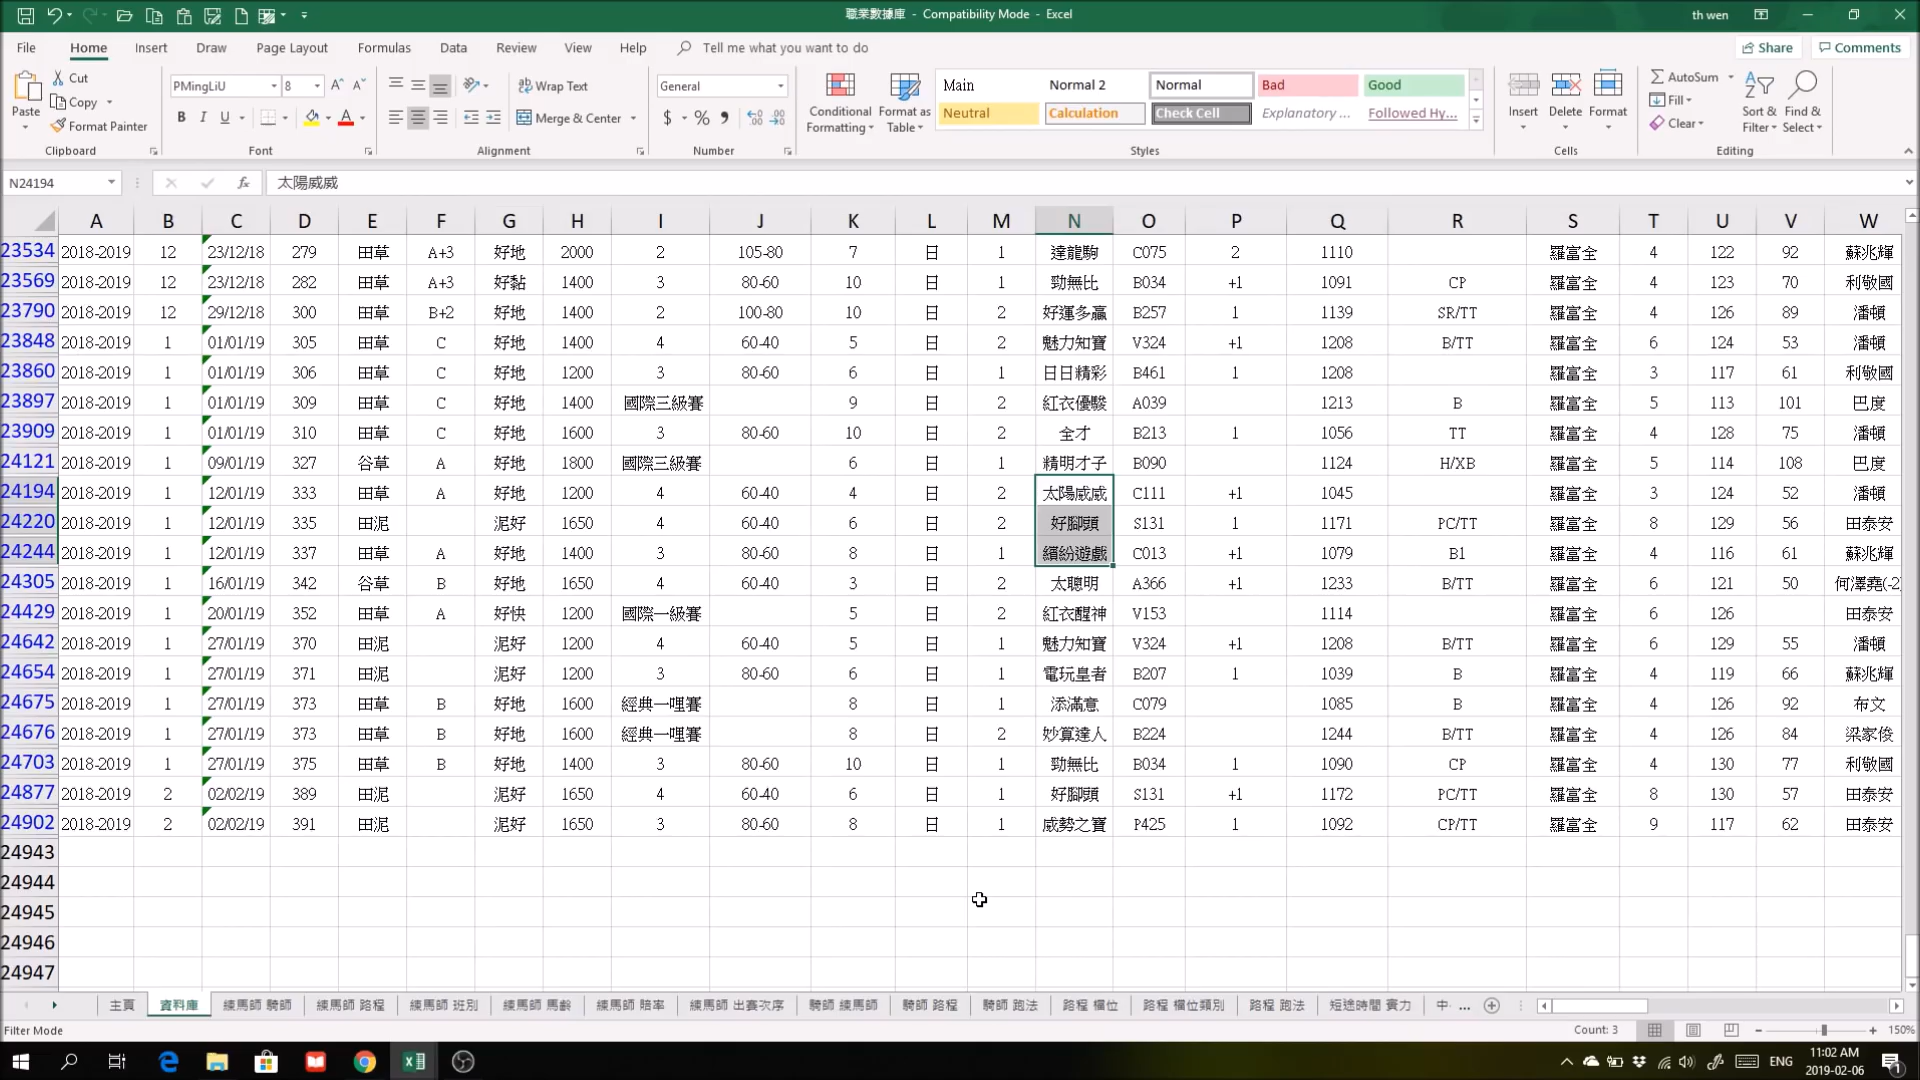 職業數據庫 - Compatibility Mode - Excel
th wen
File Home Insert Draw Page Layout Formulas Data Review View Help Tell me what you want to do
Share Comments
Paste
Cut
Copy
Format Painter
PMingLiU 8
B I U
Wrap Text
Merge & Center
General
$ % ,
Conditional Formatting
Format as Table
Main Normal 2 Normal Bad Good
Neutral Calculation Check Cell Explanatory ... Followed Hy...
Insert Delete Format
AutoSum
Fill
Clear
Sort & Filter
Find & Select
Clipboard Font Alignment Number Styles Cells Editing
N24194 fx 太陽威威
A B C D E F G H I J K L M N O P Q R S T U V W
23534 2018-2019 12 23/12/18 279 田草 A+3 好地 2000 2 105-80 7 日 1 達龍駒 C075 2 1110 羅富全 4 122 92 蘇兆輝
23569 2018-2019 12 23/12/18 282 田草 A+3 好黏 1400 3 80-60 10 日 1 勁無比 B034 +1 1091 CP 羅富全 4 123 70 利敬國
23790 2018-2019 12 29/12/18 300 田草 B+2 好地 1400 2 100-80 10 日 2 好運多贏 B257 1 1139 SR/TT 羅富全 4 126 89 潘頓
23848 2018-2019 1 01/01/19 305 田草 C 好地 1400 4 60-40 5 日 2 魅力知寶 V324 +1 1208 B/TT 羅富全 6 124 53 潘頓
23860 2018-2019 1 01/01/19 306 田草 C 好地 1200 3 80-60 6 日 1 日日精彩 B461 1 1208 羅富全 3 117 61 利敬國
23897 2018-2019 1 01/01/19 309 田草 C 好地 1400 國際三級賽 9 日 2 紅衣優駿 A039 1213 B 羅富全 5 113 101 巴度
23909 2018-2019 1 01/01/19 310 田草 C 好地 1600 3 80-60 10 日 2 全才 B213 1 1056 TT 羅富全 4 128 75 潘頓
24121 2018-2019 1 09/01/19 327 谷草 A 好地 1800 國際三級賽 6 日 1 精明才子 B090 1124 H/XB 羅富全 5 114 108 巴度
24194 2018-2019 1 12/01/19 333 田草 A 好地 1200 4 60-40 4 日 2 太陽威威 C111 +1 1045 羅富全 3 124 52 潘頓
24220 2018-2019 1 12/01/19 335 田泥 泥好 1650 4 60-40 6 日 2 好腳頭 S131 1 1171 PC/TT 羅富全 8 129 56 田泰安
24244 2018-2019 1 12/01/19 337 田草 A 好地 1400 3 80-60 8 日 1 繽紛遊戲 C013 +1 1079 B1 羅富全 4 116 61 蘇兆輝
24305 2018-2019 1 16/01/19 342 谷草 B 好地 1650 4 60-40 3 日 2 太聰明 A366 +1 1233 B/TT 羅富全 6 121 50 何澤堯(-2
24429 2018-2019 1 20/01/19 352 田草 A 好快 1200 國際一級賽 5 日 2 紅衣醒神 V153 1114 羅富全 6 126 田泰安
24642 2018-2019 1 27/01/19 370 田泥 泥好 1200 4 60-40 5 日 1 魅力知寶 V324 +1 1208 B/TT 羅富全 6 129 55 潘頓
24654 2018-2019 1 27/01/19 371 田泥 泥好 1200 3 80-60 6 日 1 電玩皇者 B207 1 1039 B 羅富全 4 119 66 蘇兆輝
24675 2018-2019 1 27/01/19 373 田草 B 好地 1600 經典一哩賽 8 日 1 添滿意 C079 1085 B 羅富全 4 126 92 布文
24676 2018-2019 1 27/01/19 373 田草 B 好地 1600 經典一哩賽 8 日 2 妙算達人 B224 1244 B/TT 羅富全 4 126 84 梁家俊
24703 2018-2019 1 27/01/19 375 田草 B 好地 1400 3 80-60 10 日 1 勁無比 B034 1 1090 CP 羅富全 4 130 77 利敬國
24877 2018-2019 2 02/02/19 389 田泥 泥好 1650 4 60-40 6 日 1 好腳頭 S131 +1 1172 PC/TT 羅富全 8 130 57 田泰安
24902 2018-2019 2 02/02/19 391 田泥 泥好 1650 3 80-60 8 日 1 威勢之寶 P425 1 1092 CP/TT 羅富全 9 117 62 田泰安
24943
24944
24945
24946
24947
主頁 資料庫 練馬師 騎師 練馬師 路程 練馬師 班別 練馬師 馬齡 練馬師 賠率 練馬師 出賽次序 騎師 練馬師 騎師 路程 騎師 跑法 路程 欄位 路程 欄位類別 路程 跑法 短途時間 實力 中 ...
Filter Mode Count: 3 150%
ENG 11:02 AM
2019-02-06